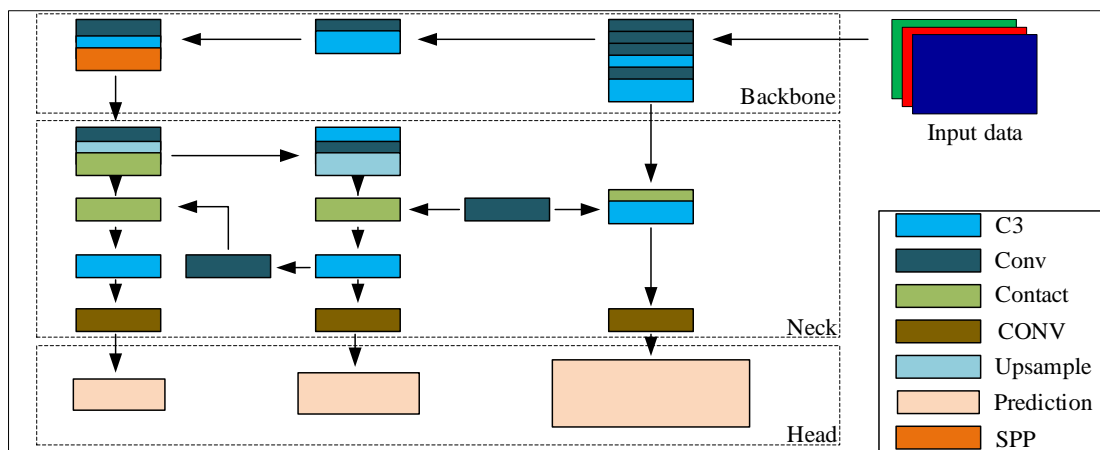 Backbone
Input data
Neck
Head
C3
Conv
Contact
CONV
Upsample
Prediction
SPP